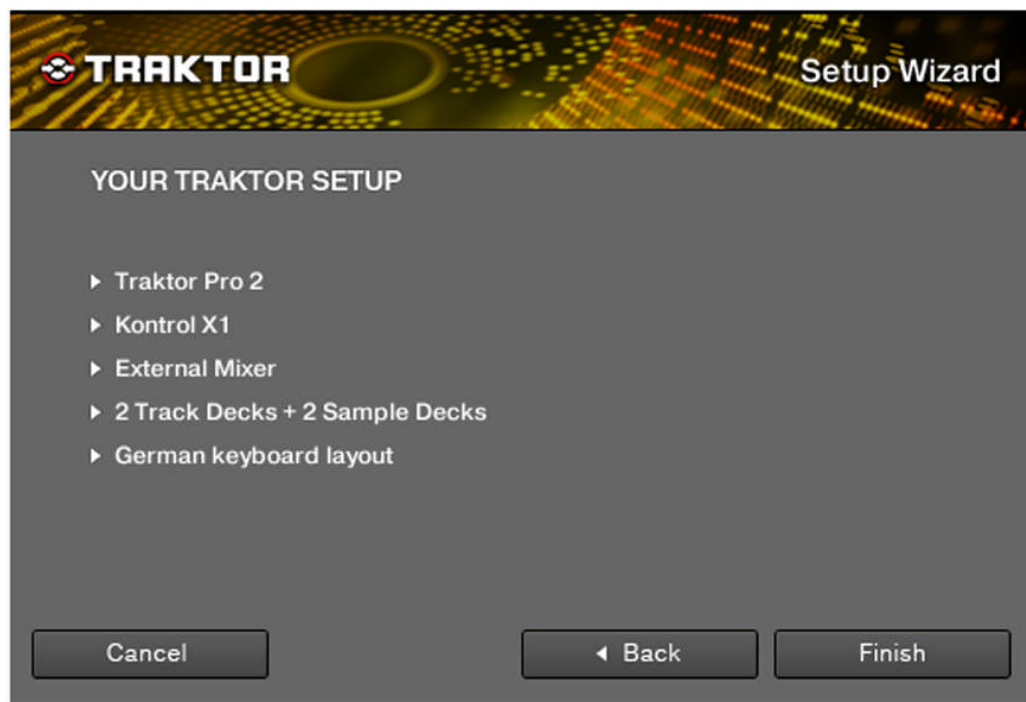 TRAKTOR
Setup Wizard
YOUR TRAKTOR SETUP
Traktor Pro 2
Kontrol X1
External Mixer
2 Track Decks + 2 Sample Decks
German keyboard layout
Cancel
Back
Finish